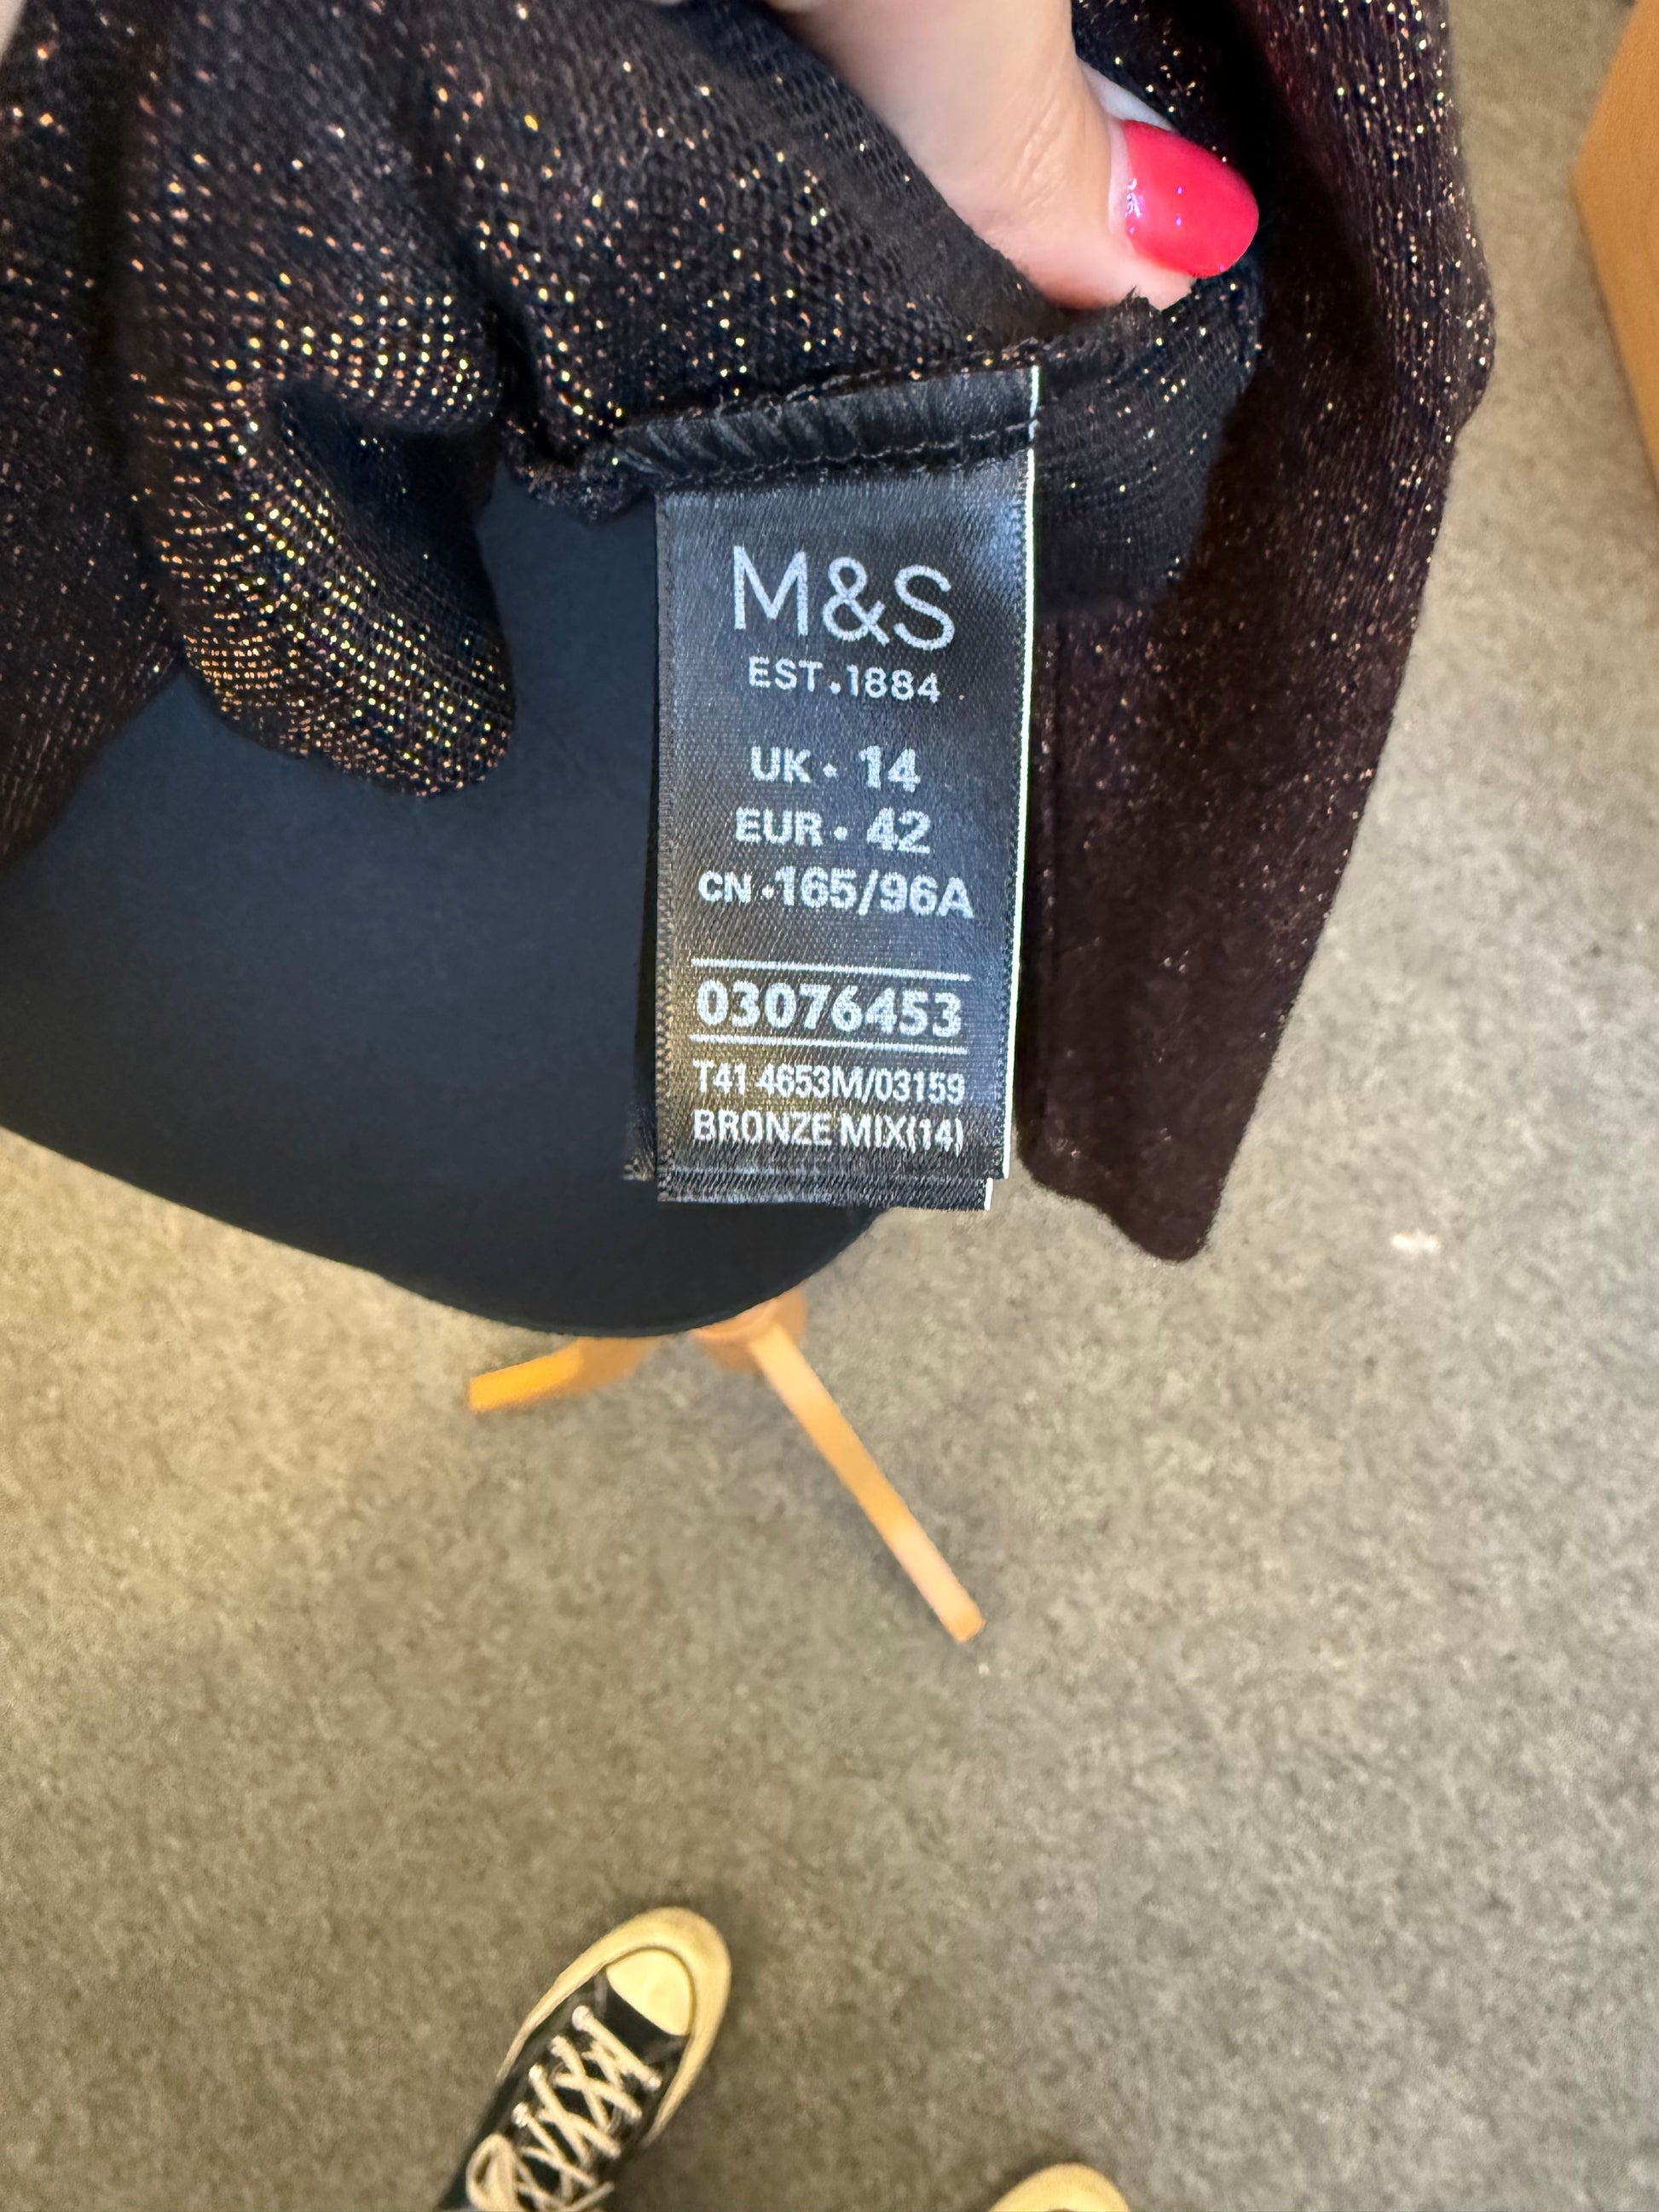 M&S
EST.1884
UK · 14
EUR · 42
CN ·165/96A
03076453
T41 4653M/03159
BRONZE MIX(14)